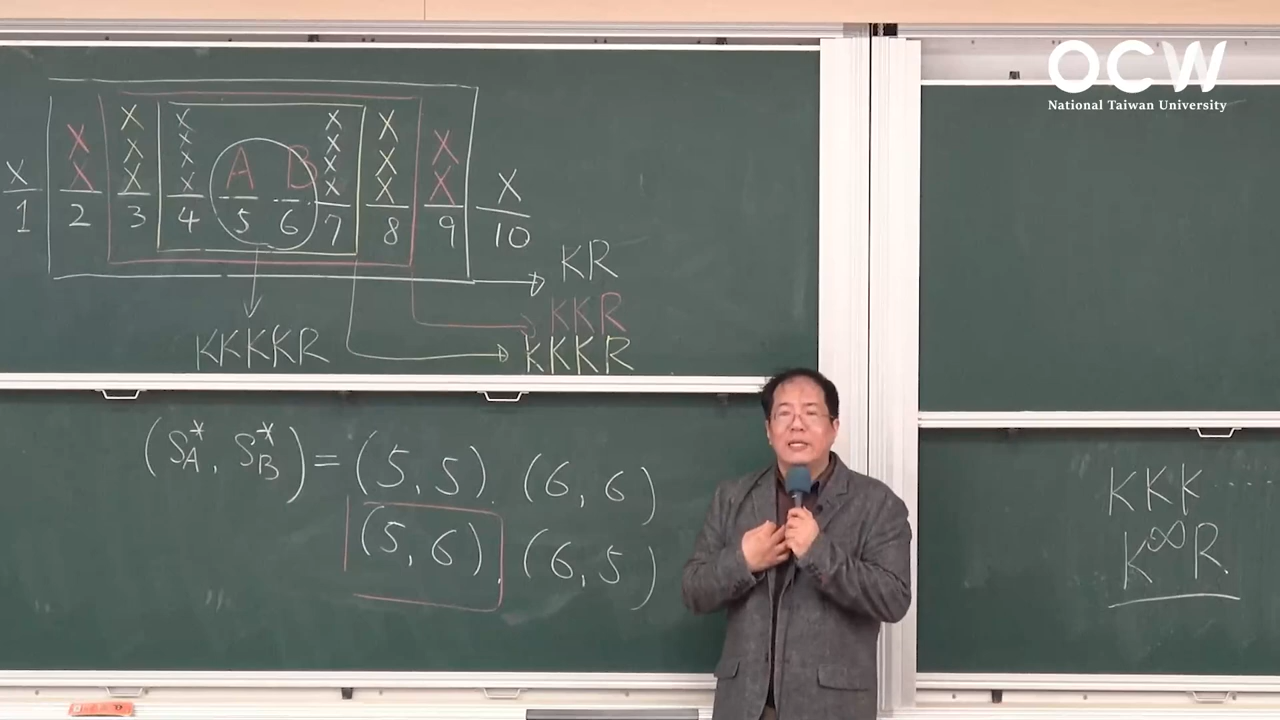 OCW
National Taiwan University
X X X X X X X X
X X X X X X
X X X X A B X X X X
1 2 3 4 5 6 7 8 9 10
KR
KKR
KKKR
KKKKR
(S*A, S*B) = (5, 5), (6, 6)
(5, 6), (6, 5)
KKK ....
K∞R.